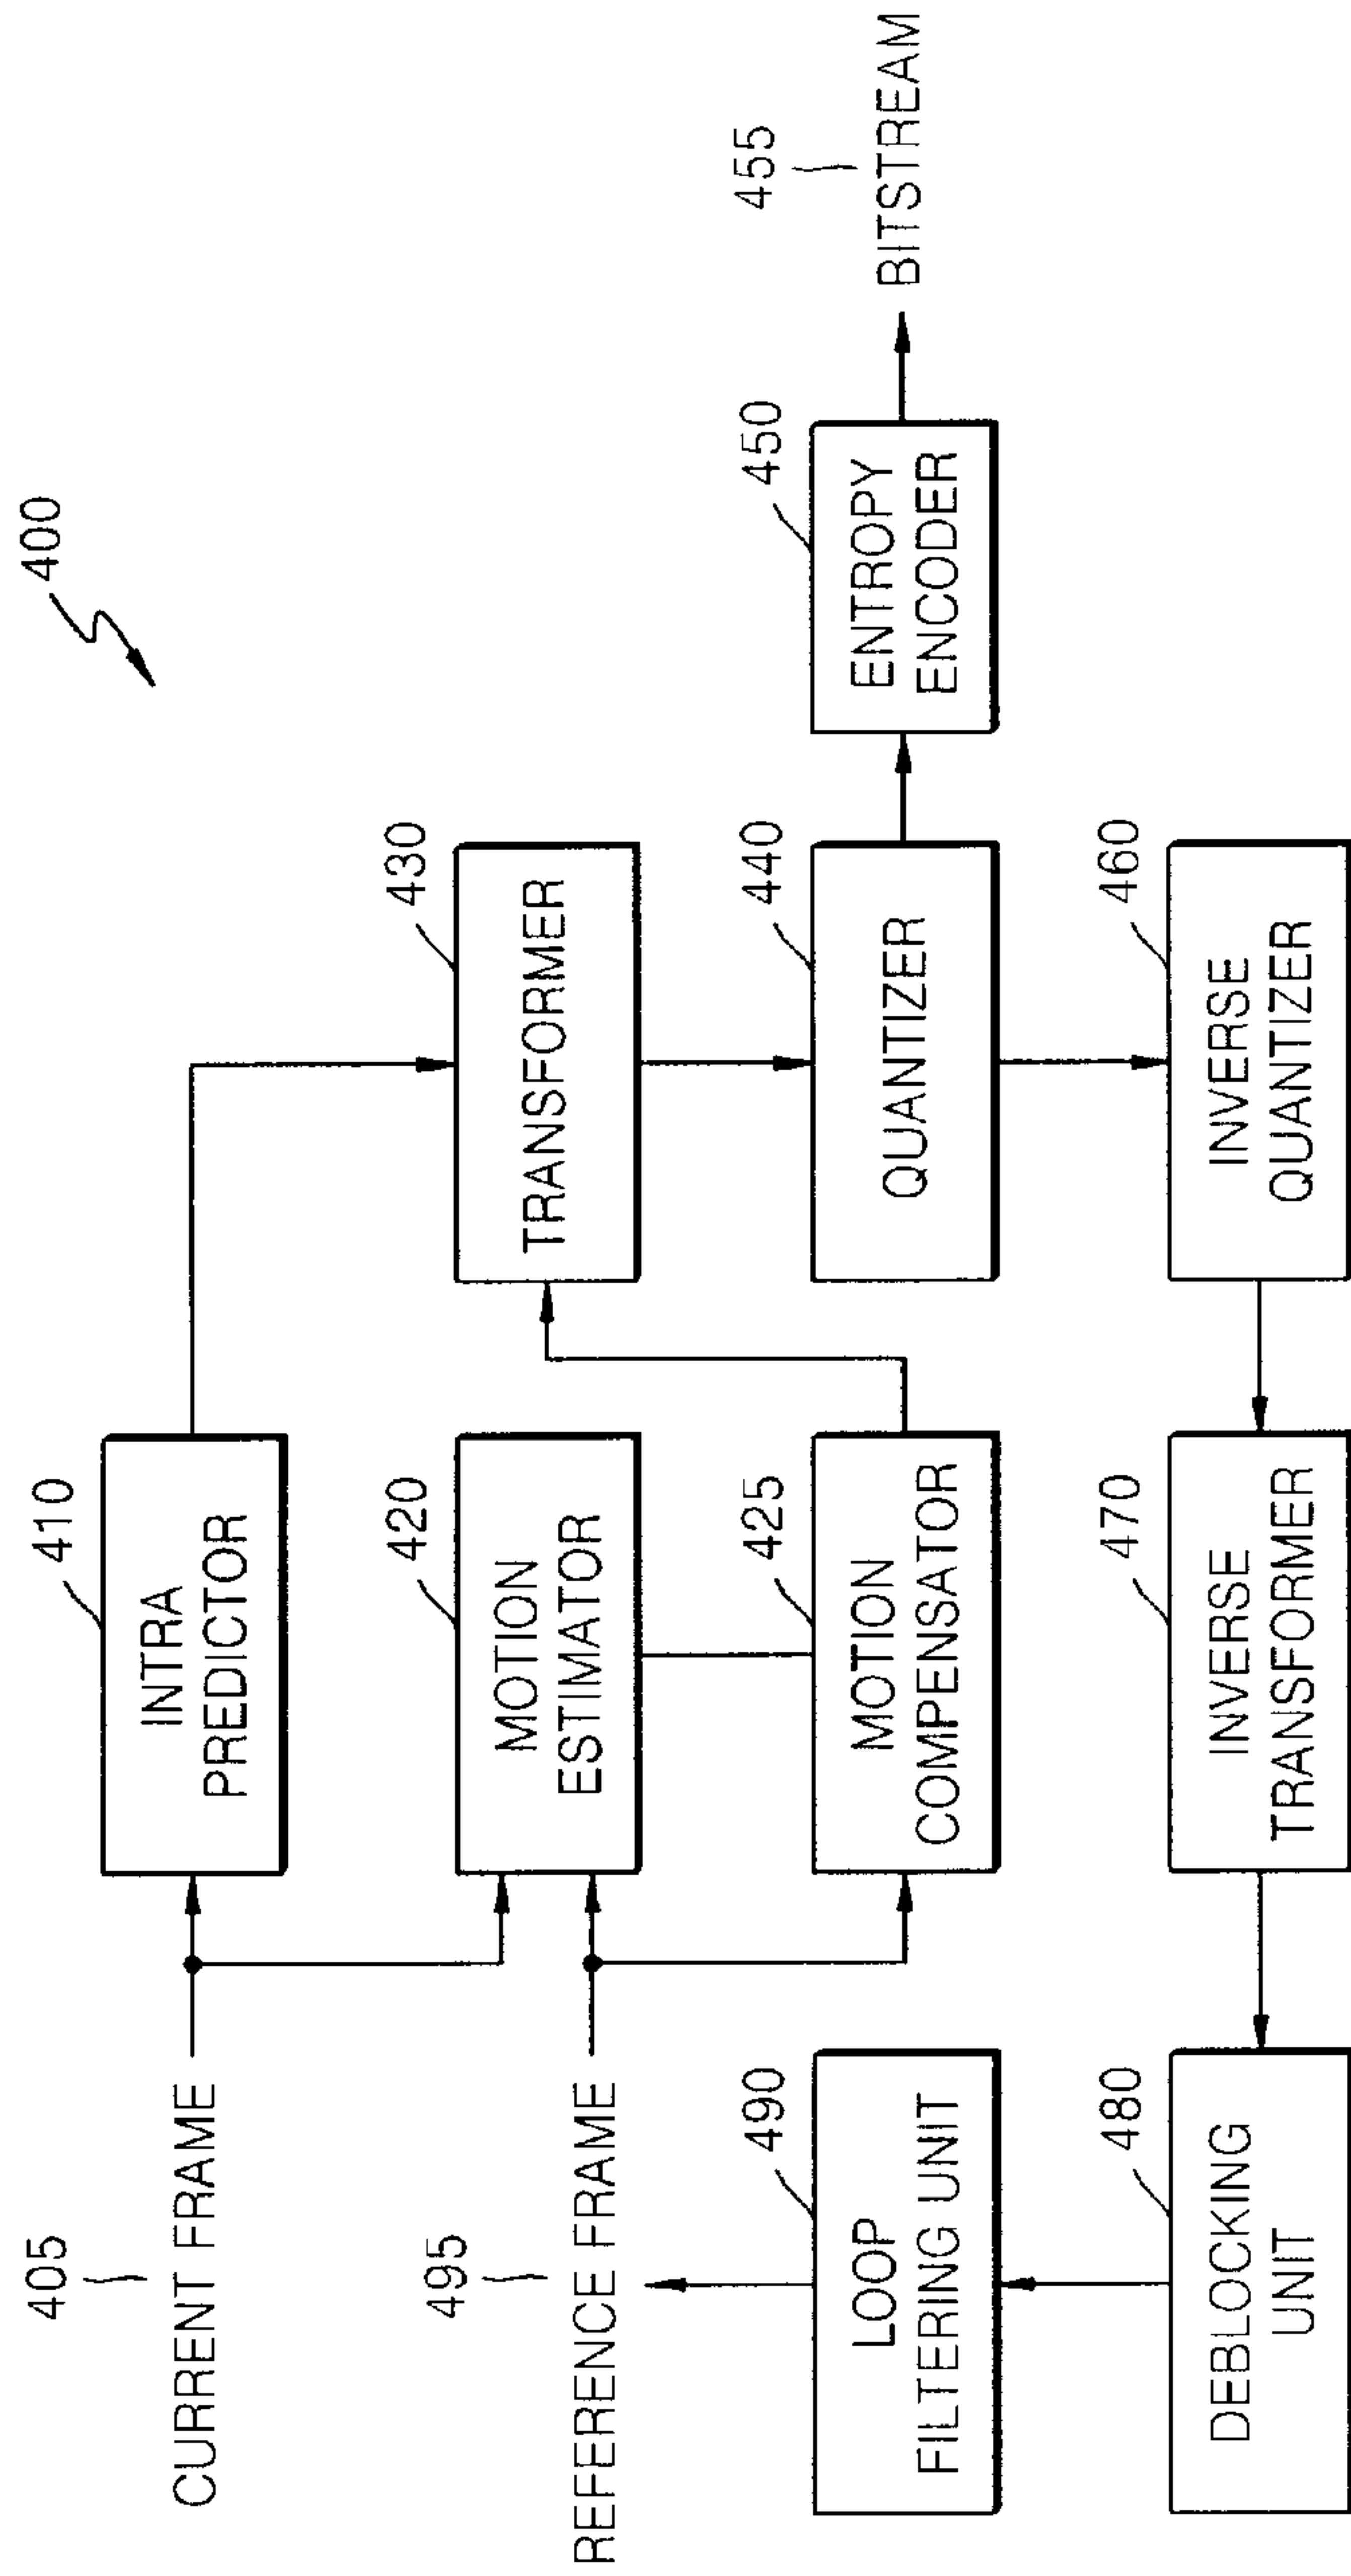 400
405
CURRENT FRAME
410
INTRA
PREDICTOR
495
REFERENCE FRAME
420
MOTION
ESTIMATOR
430
TRANSFORMER
490
LOOP
FILTERING UNIT
425
MOTION
COMPENSATOR
440
QUANTIZER
450
ENTROPY
ENCODER
455
BITSTREAM
480
DEBLOCKING
UNIT
470
INVERSE
TRANSFORMER
460
INVERSE
QUANTIZER